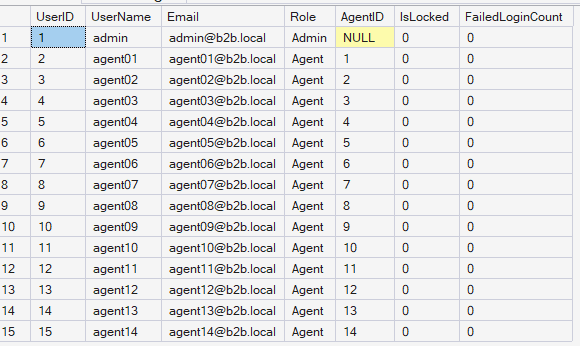 UserID UserName Email Role AgentID IsLocked FailedLoginCount
1 1 admin admin@b2b.local Admin NULL 0 0
2 2 agent01 agent01@b2b.local Agent 1 0 0
3 3 agent02 agent02@b2b.local Agent 2 0 0
4 4 agent03 agent03@b2b.local Agent 3 0 0
5 5 agent04 agent04@b2b.local Agent 4 0 0
6 6 agent05 agent05@b2b.local Agent 5 0 0
7 7 agent06 agent06@b2b.local Agent 6 0 0
8 8 agent07 agent07@b2b.local Agent 7 0 0
9 9 agent08 agent08@b2b.local Agent 8 0 0
10 10 agent09 agent09@b2b.local Agent 9 0 0
11 11 agent10 agent10@b2b.local Agent 10 0 0
12 12 agent11 agent11@b2b.local Agent 11 0 0
13 13 agent12 agent12@b2b.local Agent 12 0 0
14 14 agent13 agent13@b2b.local Agent 13 0 0
15 15 agent14 agent14@b2b.local Agent 14 0 0